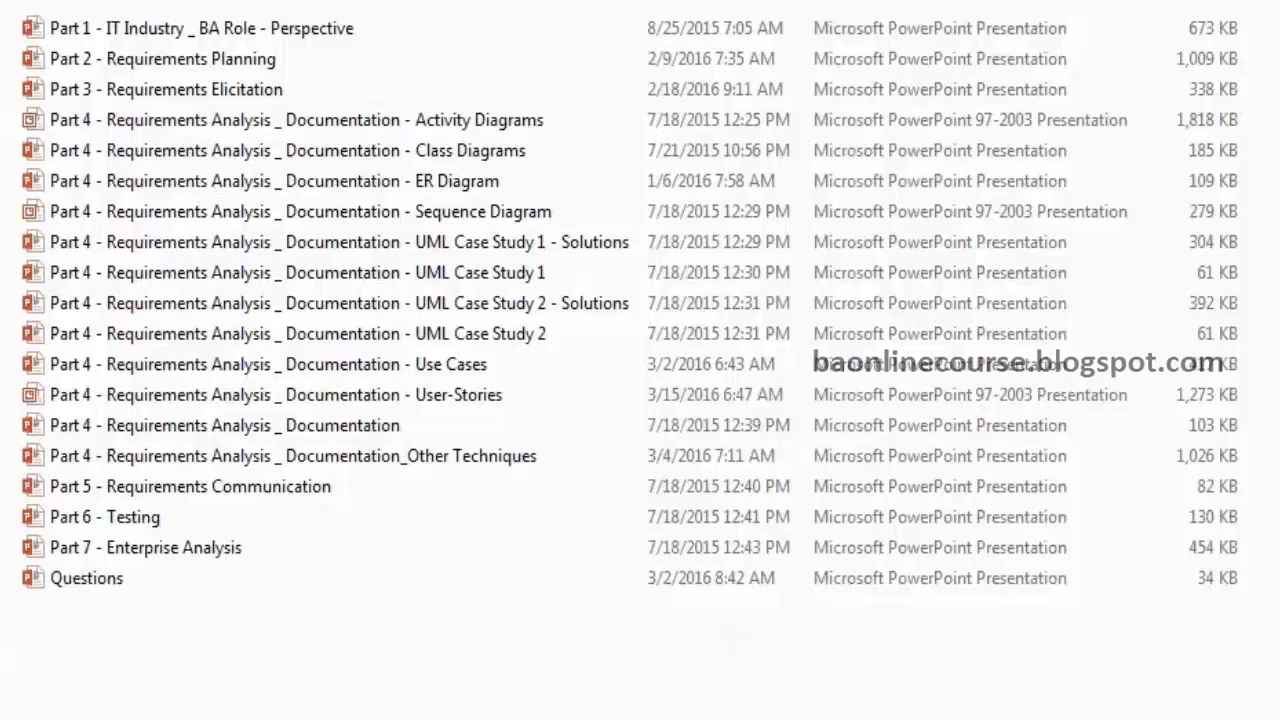 Part 1 - IT Industry _ BA Role - Perspective 8/25/2015 7:05 AM Microsoft PowerPoint Presentation 673 KB
Part 2 - Requirements Planning 2/9/2016 7:35 AM Microsoft PowerPoint Presentation 1,009 KB
Part 3 - Requirements Elicitation 2/18/2016 9:11 AM Microsoft PowerPoint Presentation 338 KB
Part 4 - Requirements Analysis _ Documentation - Activity Diagrams 7/18/2015 12:25 PM Microsoft PowerPoint 97-2003 Presentation 1,818 KB
Part 4 - Requirements Analysis _ Documentation - Class Diagrams 7/21/2015 10:56 PM Microsoft PowerPoint Presentation 185 KB
Part 4 - Requirements Analysis _ Documentation - ER Diagram 1/6/2016 7:58 AM Microsoft PowerPoint Presentation 109 KB
Part 4 - Requirements Analysis _ Documentation - Sequence Diagram 7/18/2015 12:29 PM Microsoft PowerPoint 97-2003 Presentation 279 KB
Part 4 - Requirements Analysis _ Documentation - UML Case Study 1 - Solutions 7/18/2015 12:29 PM Microsoft PowerPoint Presentation 304 KB
Part 4 - Requirements Analysis _ Documentation - UML Case Study 1 7/18/2015 12:30 PM Microsoft PowerPoint Presentation 61 KB
Part 4 - Requirements Analysis _ Documentation - UML Case Study 2 - Solutions 7/18/2015 12:31 PM Microsoft PowerPoint Presentation 392 KB
Part 4 - Requirements Analysis _ Documentation - UML Case Study 2 7/18/2015 12:31 PM Microsoft PowerPoint Presentation 61 KB
Part 4 - Requirements Analysis _ Documentation - Use Cases 3/2/2016 6:43 AM Microsoft PowerPoint Presentation KB
baonlinecourse.blogspot.com
Part 4 - Requirements Analysis _ Documentation - User-Stories 3/15/2016 6:47 AM Microsoft PowerPoint 97-2003 Presentation 1,273 KB
Part 4 - Requirements Analysis _ Documentation 7/18/2015 12:39 PM Microsoft PowerPoint Presentation 103 KB
Part 4 - Requirements Analysis _ Documentation_Other Techniques 3/4/2016 7:11 AM Microsoft PowerPoint Presentation 1,026 KB
Part 5 - Requirements Communication 7/18/2015 12:40 PM Microsoft PowerPoint Presentation 82 KB
Part 6 - Testing 7/18/2015 12:41 PM Microsoft PowerPoint Presentation 130 KB
Part 7 - Enterprise Analysis 7/18/2015 12:43 PM Microsoft PowerPoint Presentation 454 KB
Questions 3/2/2016 8:42 AM Microsoft PowerPoint Presentation 34 KB